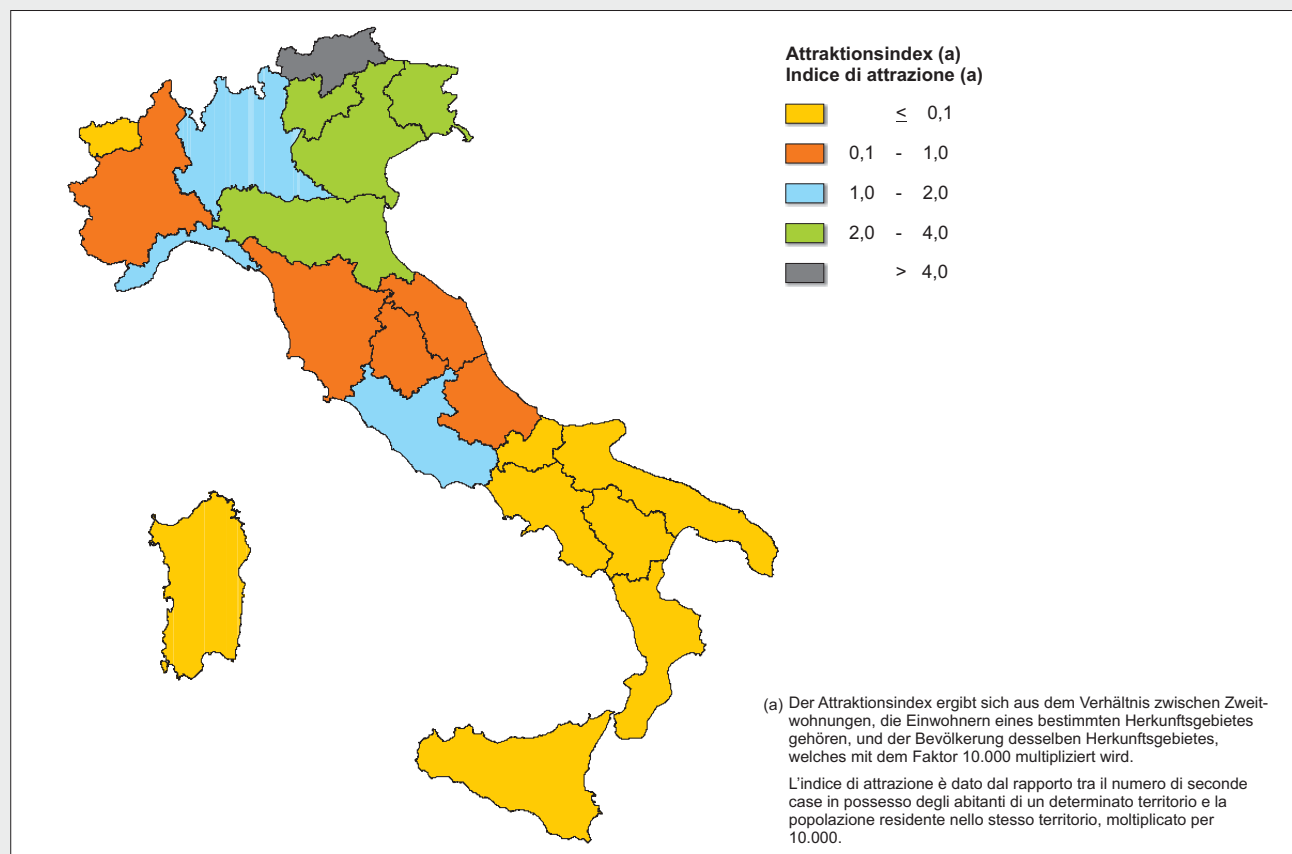 Attraktionsindex (a)
Indice di attrazione (a)
≤ 0,1
0,1 - 1,0
1,0 - 2,0
2,0 - 4,0
> 4,0
(a) Der Attraktionsindex ergibt sich aus dem Verhältnis zwischen Zweit-
wohnungen, die Einwohnern eines bestimmten Herkunftsgebietes
gehören, und der Bevölkerung desselben Herkunftsgebietes,
welches mit dem Faktor 10.000 multipliziert wird.
L'indice di attrazione è dato dal rapporto tra il numero di seconde
case in possesso degli abitanti di un determinato territorio e la
popolazione residente nello stesso territorio, moltiplicato per
10.000.